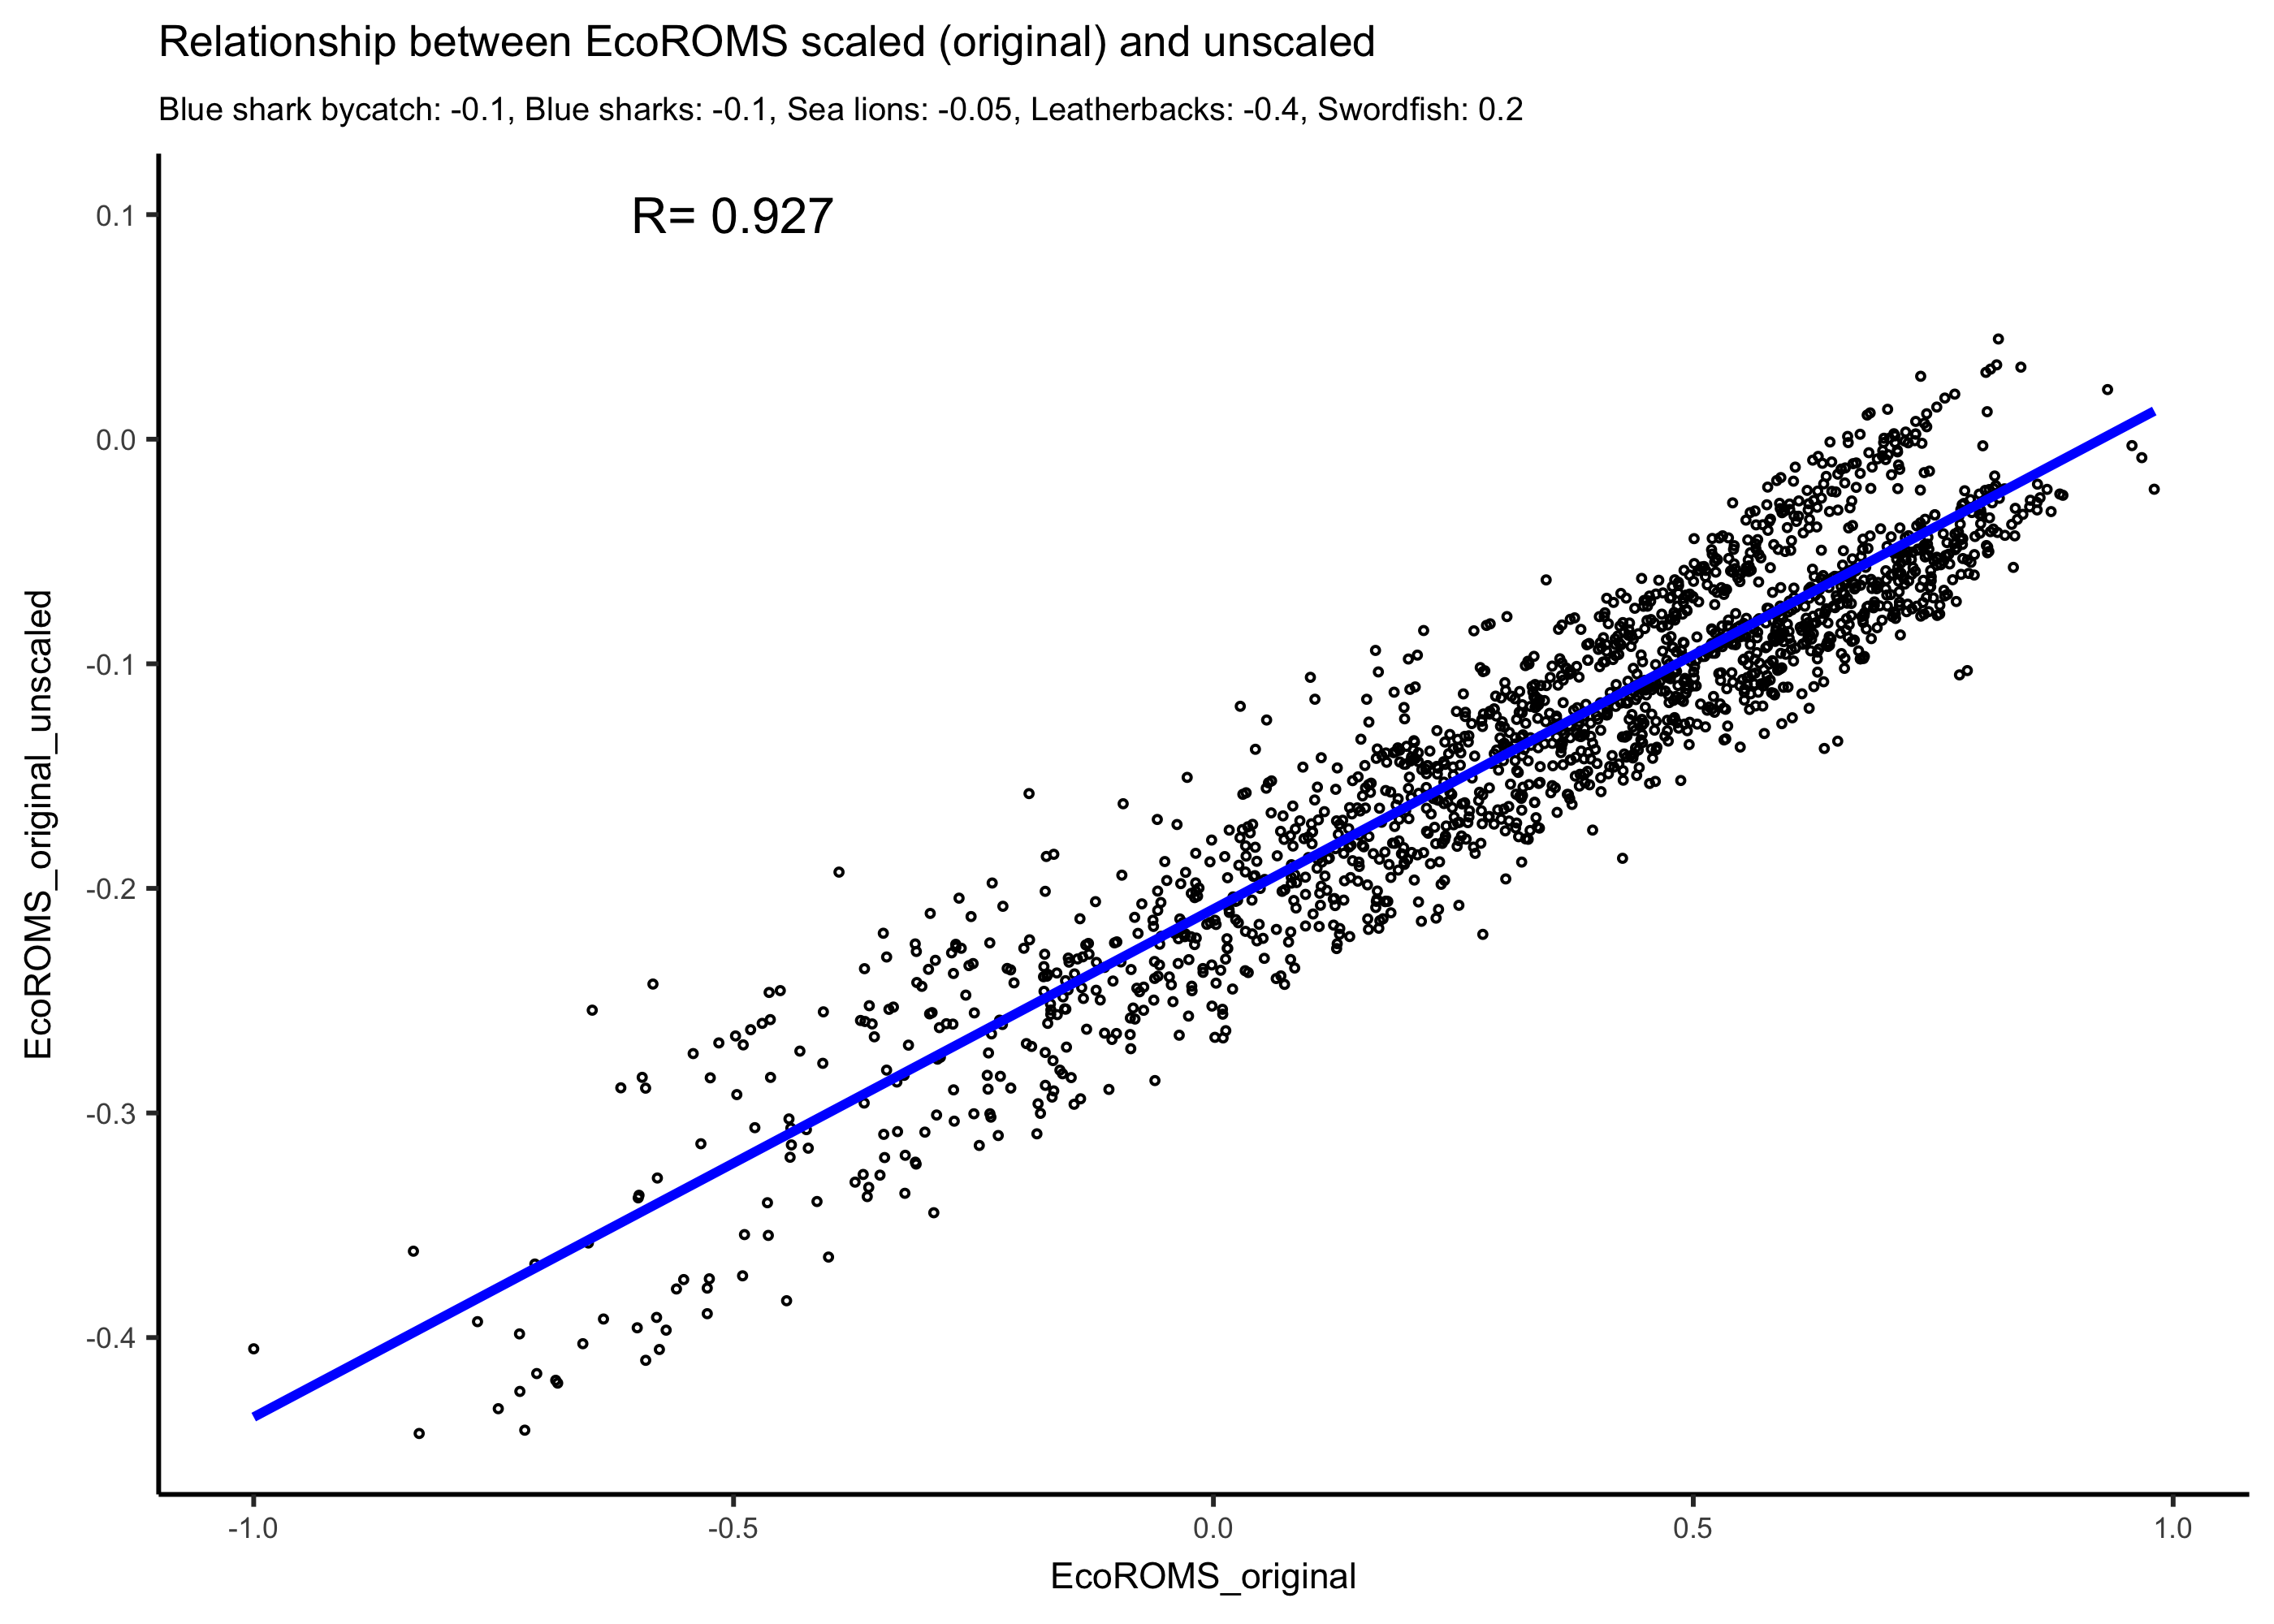 Relationship between EcoROMS scaled (original) and unscaled
Blue shark bycatch: -0.1, Blue sharks: -0.1, Sea lions: -0.05, Leatherbacks: -0.4, Swordfish: 0.2
R= 0.927
0.1
0.0
-0.1
-0.2
-0.3
-0.4
EcoROMS_original_unscaled
-1.0
-0.5
0.0
0.5
1.0
EcoROMS_original